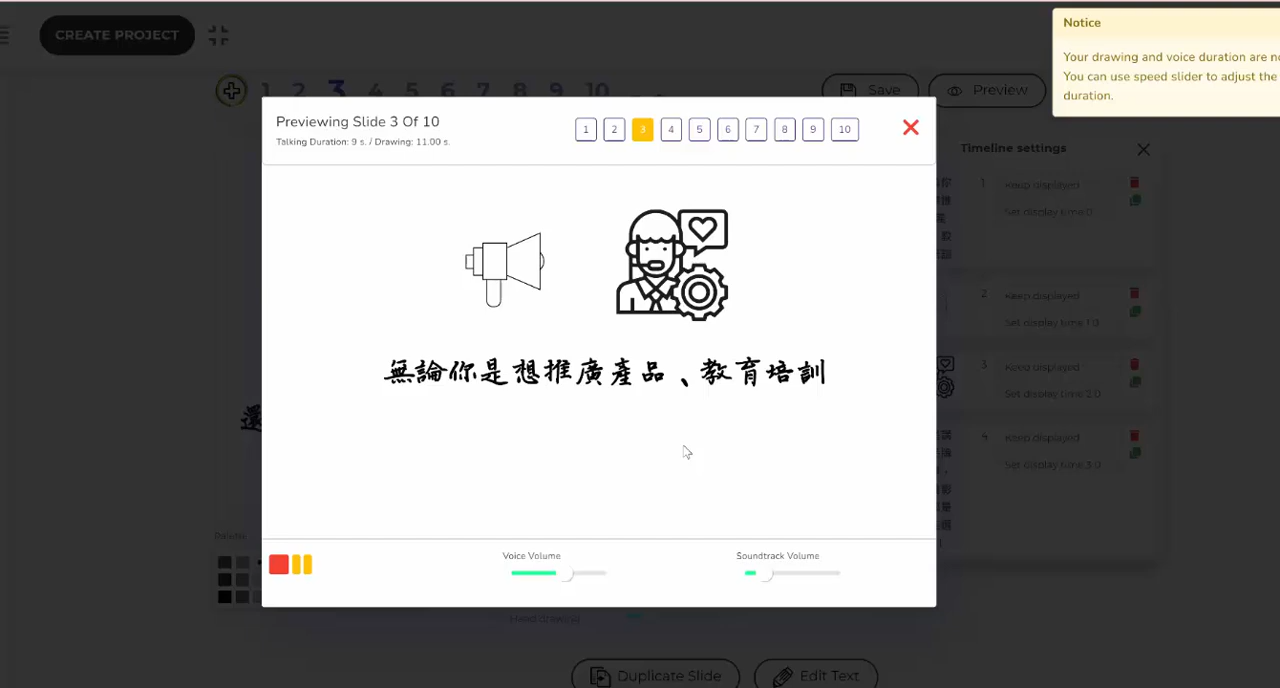 CREATE PROJECT
1 2 3 4 5 6 7 8 9 10
Save
Preview
Notice
Your drawing and voice duration are no
You can use speed slider to adjust the
duration.
Previewing Slide 3 Of 10
Talking Duration: 9 s. / Drawing: 11.00 s.
1 2 3 4 5 6 7 8 9 10
無論你是想推廣產品、教育培訓
Voice Volume
Soundtrack Volume
Timeline settings
1 Keep displayed
Set display time 0
2 Keep displayed
Set display time 1.0
3 Keep displayed
Set display time 2.0
4 Keep displayed
Set display time 3.0
還
Hand drawing
Duplicate Slide
Edit Text